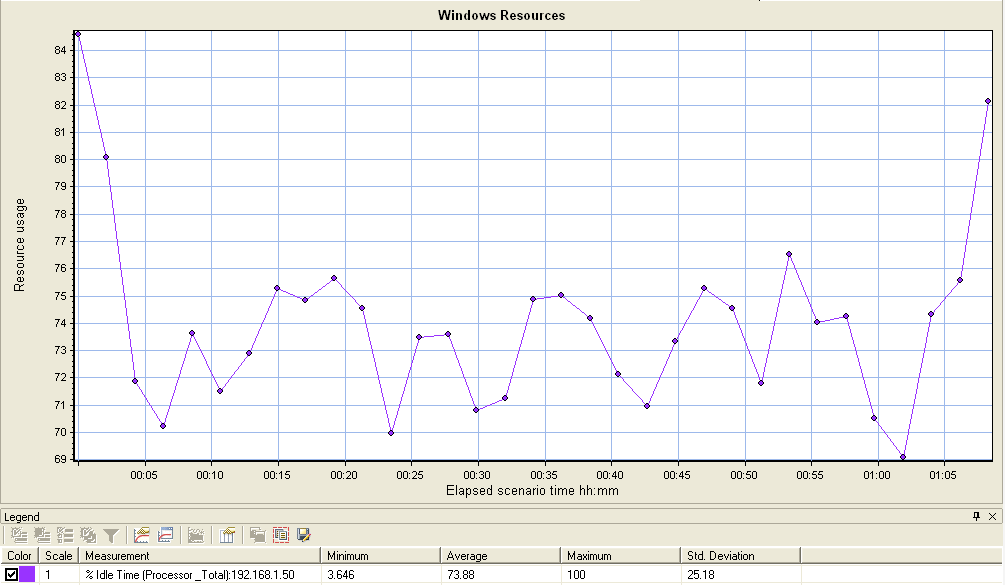 Windows Resources
84
83
82
81
80
79
78
77
76
75
74
73
72
71
70
69
Resource usage
00:05 00:10 00:15 00:20 00:25 00:30 00:35 00:40 00:45 00:50 00:55 01:00 01:05
Elapsed scenario time hh:mm
Legend
Color Scale Measurement Minimum Average Maximum Std. Deviation
1 % Idle Time (Processor _Total):192.168.1.50 3.646 73.88 100 25.18